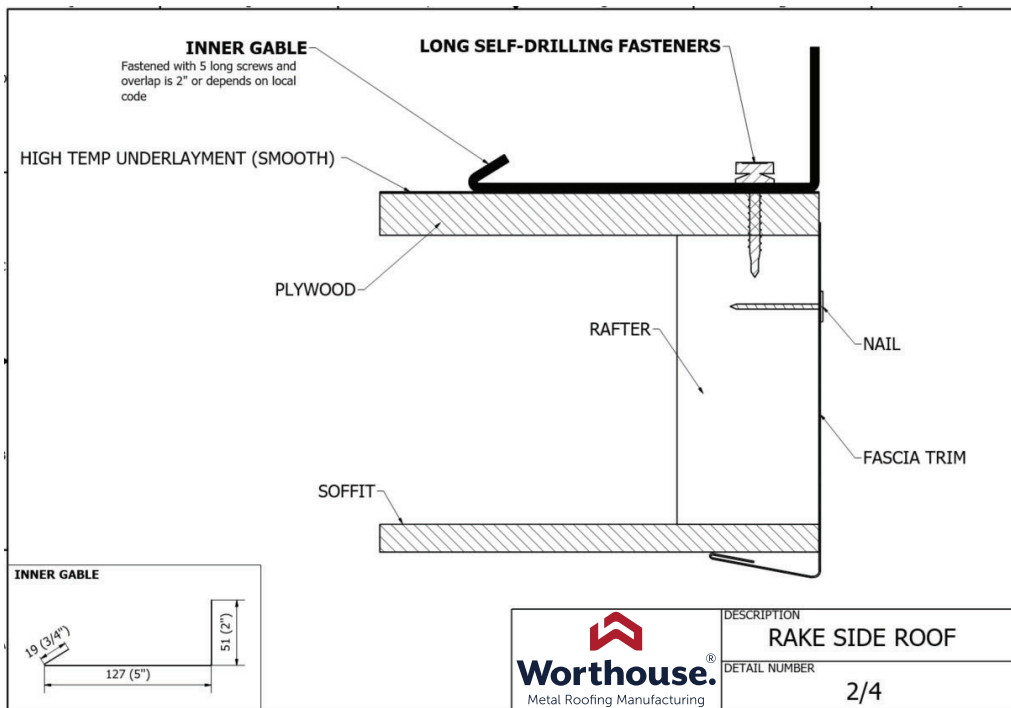 INNER GABLE
Fastened with 5 long screws and
overlap is 2" or depends on local
code
LONG SELF-DRILLING FASTENERS
HIGH TEMP UNDERLAYMENT (SMOOTH)
PLYWOOD
RAFTER
NAIL
FASCIA TRIM
SOFFIT
INNER GABLE
19 (3/4")
51 (2")
127 (5")
Worthouse.®
Metal Roofing Manufacturing
DESCRIPTION
RAKE SIDE ROOF
DETAIL NUMBER
2/4